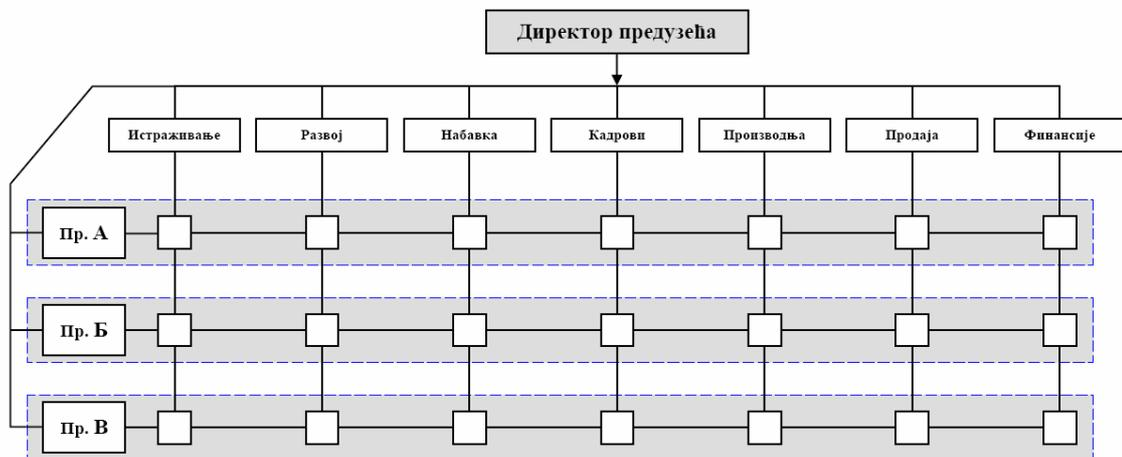 Директор предузећа
Истраживање
Развој
Набавка
Кадрови
Производња
Продаја
Финансије
Пр. А
Пр. Б
Пр. В